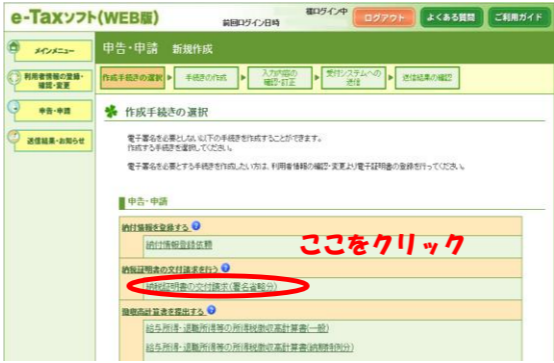 e-Taxソフト(WEB版)
前回ログイン日時
現ログイン中
ログアウト
よくある質問
ご利用ガイド
メインメニュー
利用者情報の登録・
確認・変更
申告・申請
送信結果・お知らせ
申告・申請 新規作成
作成手続きの選択
手続きの作成
入力内容の
確認・訂正
受付システムへの
送信
送信結果の確認
作成手続きの選択
電子署名を必要としない以下の手続きを作成することができます。
作成する手続きを選択してください。
電子署名を必要とする手続きを作成したい方は、利用者情報の確認・変更より電子証明書の登録を行ってください。
申告・申請
納付情報を登録する
納付情報登録依頼
ここをクリック
納税証明書の交付請求を行う
納税証明書の交付請求(署名省略分)
徴収高計算書を提出する
給与所得・退職所得等の所得税徴収高計算書(一般)
給与所得・退職所得等の所得税徴収高計算書(納期特例分)